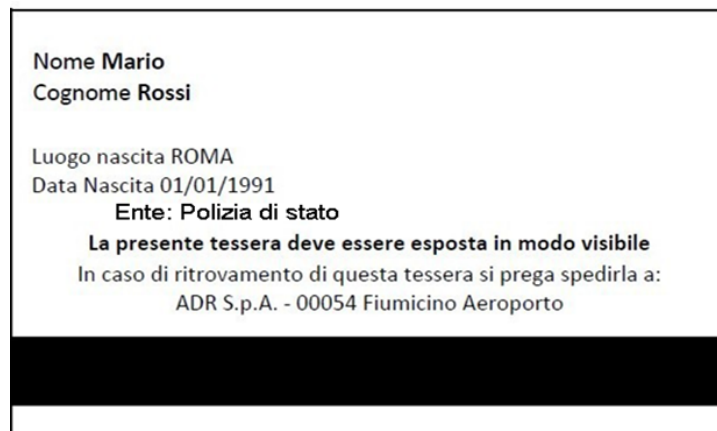 Nome Mario
Cognome Rossi
Luogo nascita ROMA
Data Nascita 01/01/1991
Ente: Polizia di stato
La presente tessera deve essere esposta in modo visibile
In caso di ritrovamento di questa tessera si prega spedirla a:
ADR S.p.A. - 00054 Fiumicino Aeroporto